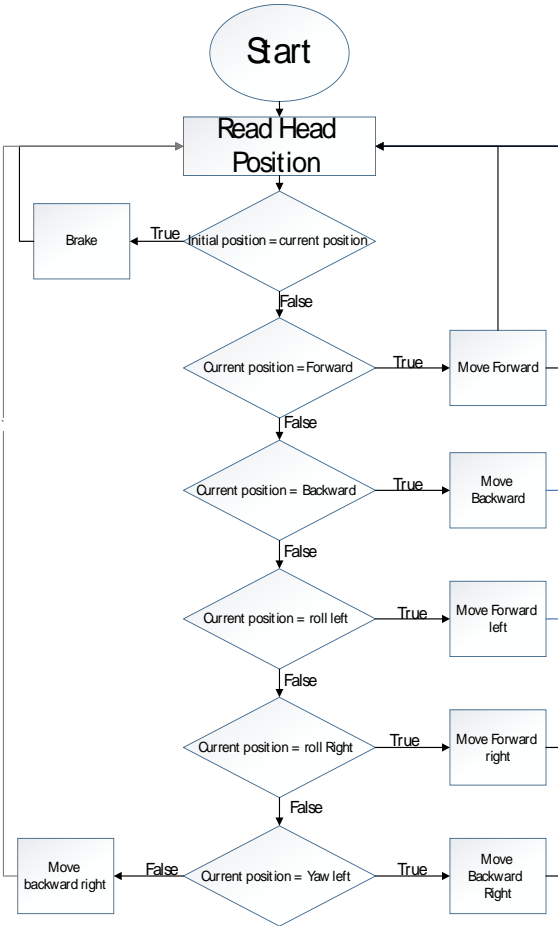 Start
Read Head
Position
Initial position = current position
True
Brake
False
Current position = Forward
True
Move Forward
False
Current position = Backward
True
Move
Backward
False
Current position = roll left
True
Move Forward
left
False
Current position = roll Right
True
Move Forward
right
False
Current position = Yaw left
True
Move
Backward
Right
False
Move
backward right